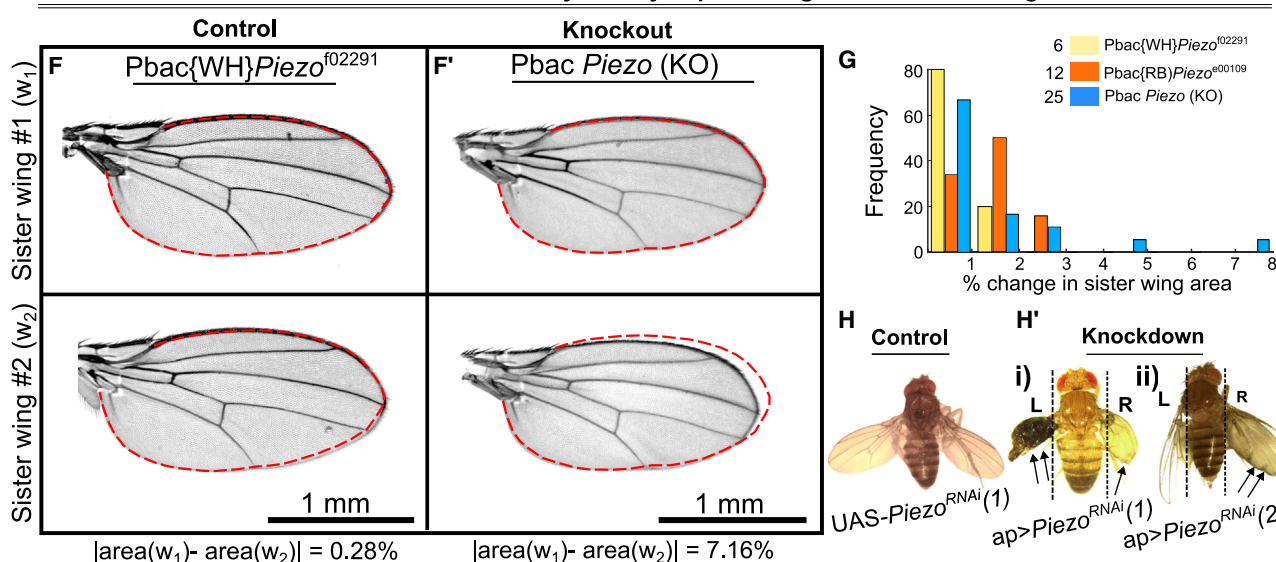 Control
Knockout
F
Pbac{WH}Piezo^f02291
F'
Pbac Piezo (KO)
Sister wing #1 (w₁)
Sister wing #2 (w₂)
1 mm
1 mm
|area(w₁)- area(w₂)| = 0.28%
|area(w₁)- area(w₂)| = 7.16%
G
6 Pbac{WH}Piezo^f02291
12 Pbac{RB)Piezo^e00109
25 Pbac Piezo (KO)
Frequency
80
60
40
20
0
1 2 3 4 5 6 7 8
% change in sister wing area
H
Control
H'
Knockdown
i)
L
R
ii)
L
R
UAS-Piezo^RNAi(1)
ap>Piezo^RNAi(1)
ap>Piezo^RNAi(2